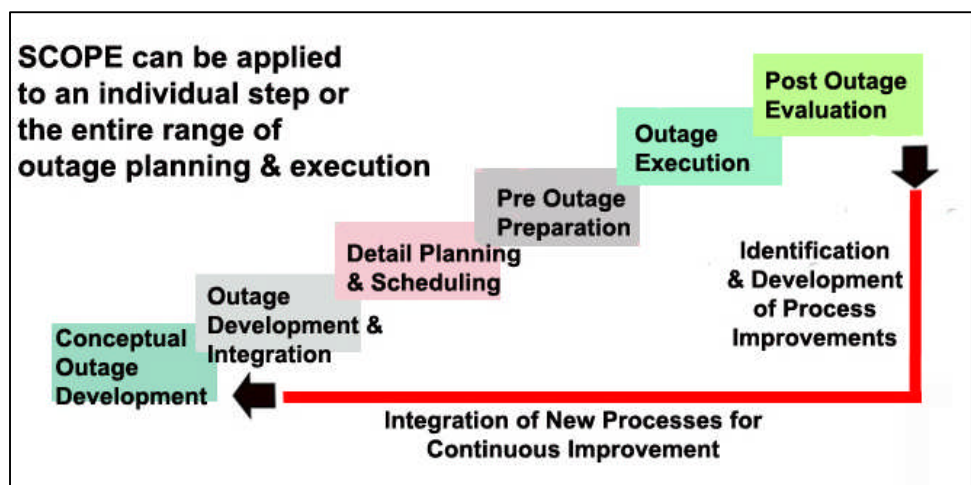 SCOPE can be applied
to an individual step or
the entire range of
outage planning & execution
Post Outage
Evaluation
Outage
Execution
Pre Outage
Preparation
Detail Planning
& Scheduling
Outage
Development &
Integration
Conceptual
Outage
Development
Identification
& Development
of Process
Improvements
Integration of New Processes for
Continuous Improvement